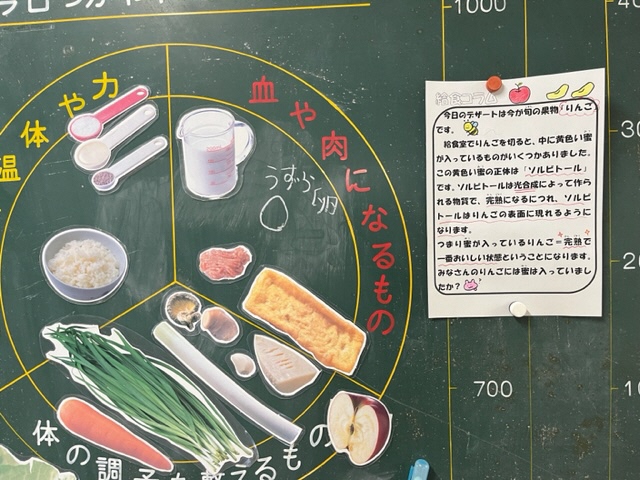 1000
体や力
温
血や肉になるもの
うずら卵
体の調子を整えるもの
700
給食コラム
今日のデザートは今が旬の果物「りんご」
です。
給食室でりんごを切ると、中に黄色い蜜
が入っているものがいくつかありました。
この黄色い蜜の正体は「ソルビトール」
です。ソルビトールは光合成によって作ら
れる物質で、完熟になるにつれ、ソルビ
トールはりんごの表面に現れるように
なります。
つまり蜜が入っているりんご＝完熟で
一番おいしい状態ということになります。
みなさんのりんごには蜜は入っていまし
たか？